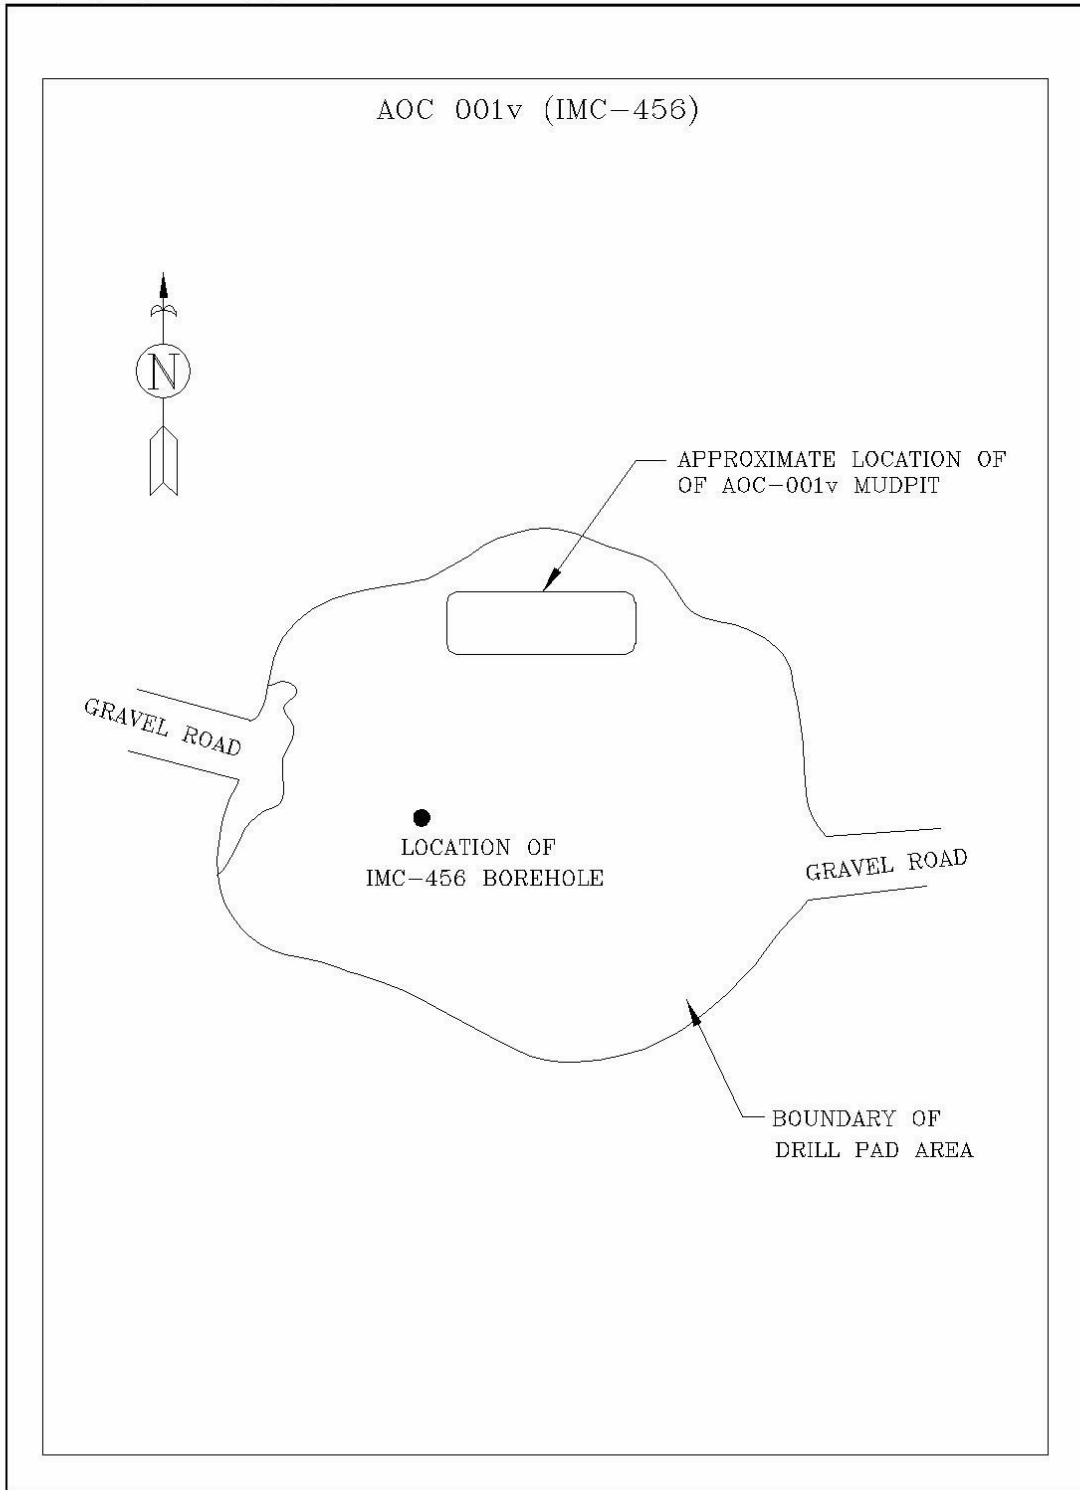 AOC 001v (IMC-456)
N
APPROXIMATE LOCATION OF
OF AOC-001v MUDPIT
GRAVEL ROAD
LOCATION OF
IMC-456 BOREHOLE
GRAVEL ROAD
BOUNDARY OF
DRILL PAD AREA